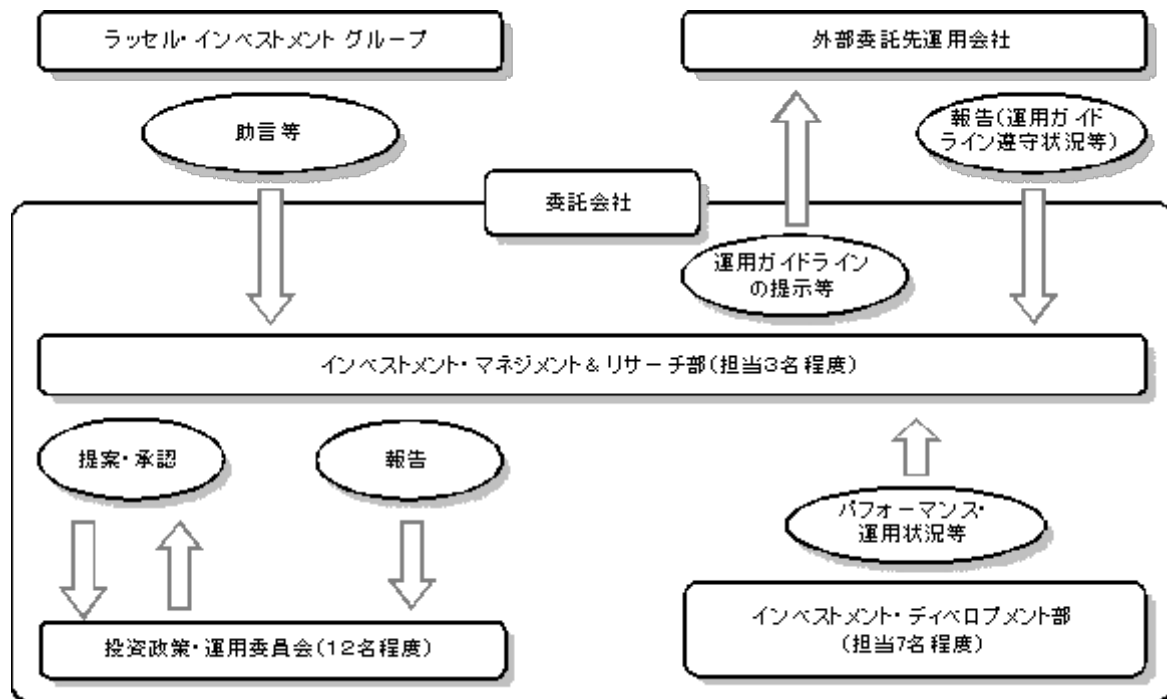 ラッセル・インベストメント グループ
外部委託先運用会社
助言等
報告(運用ガイド
ライン遵守状況等)
委託会社
運用ガイドライン
の提示等
インベストメント・マネジメント&リサーチ部(担当3名程度)
提案・承認
報告
パフォーマンス・
運用状況等
投資政策・運用委員会(12名程度)
インベストメント・ディベロプメント部
(担当7名程度)